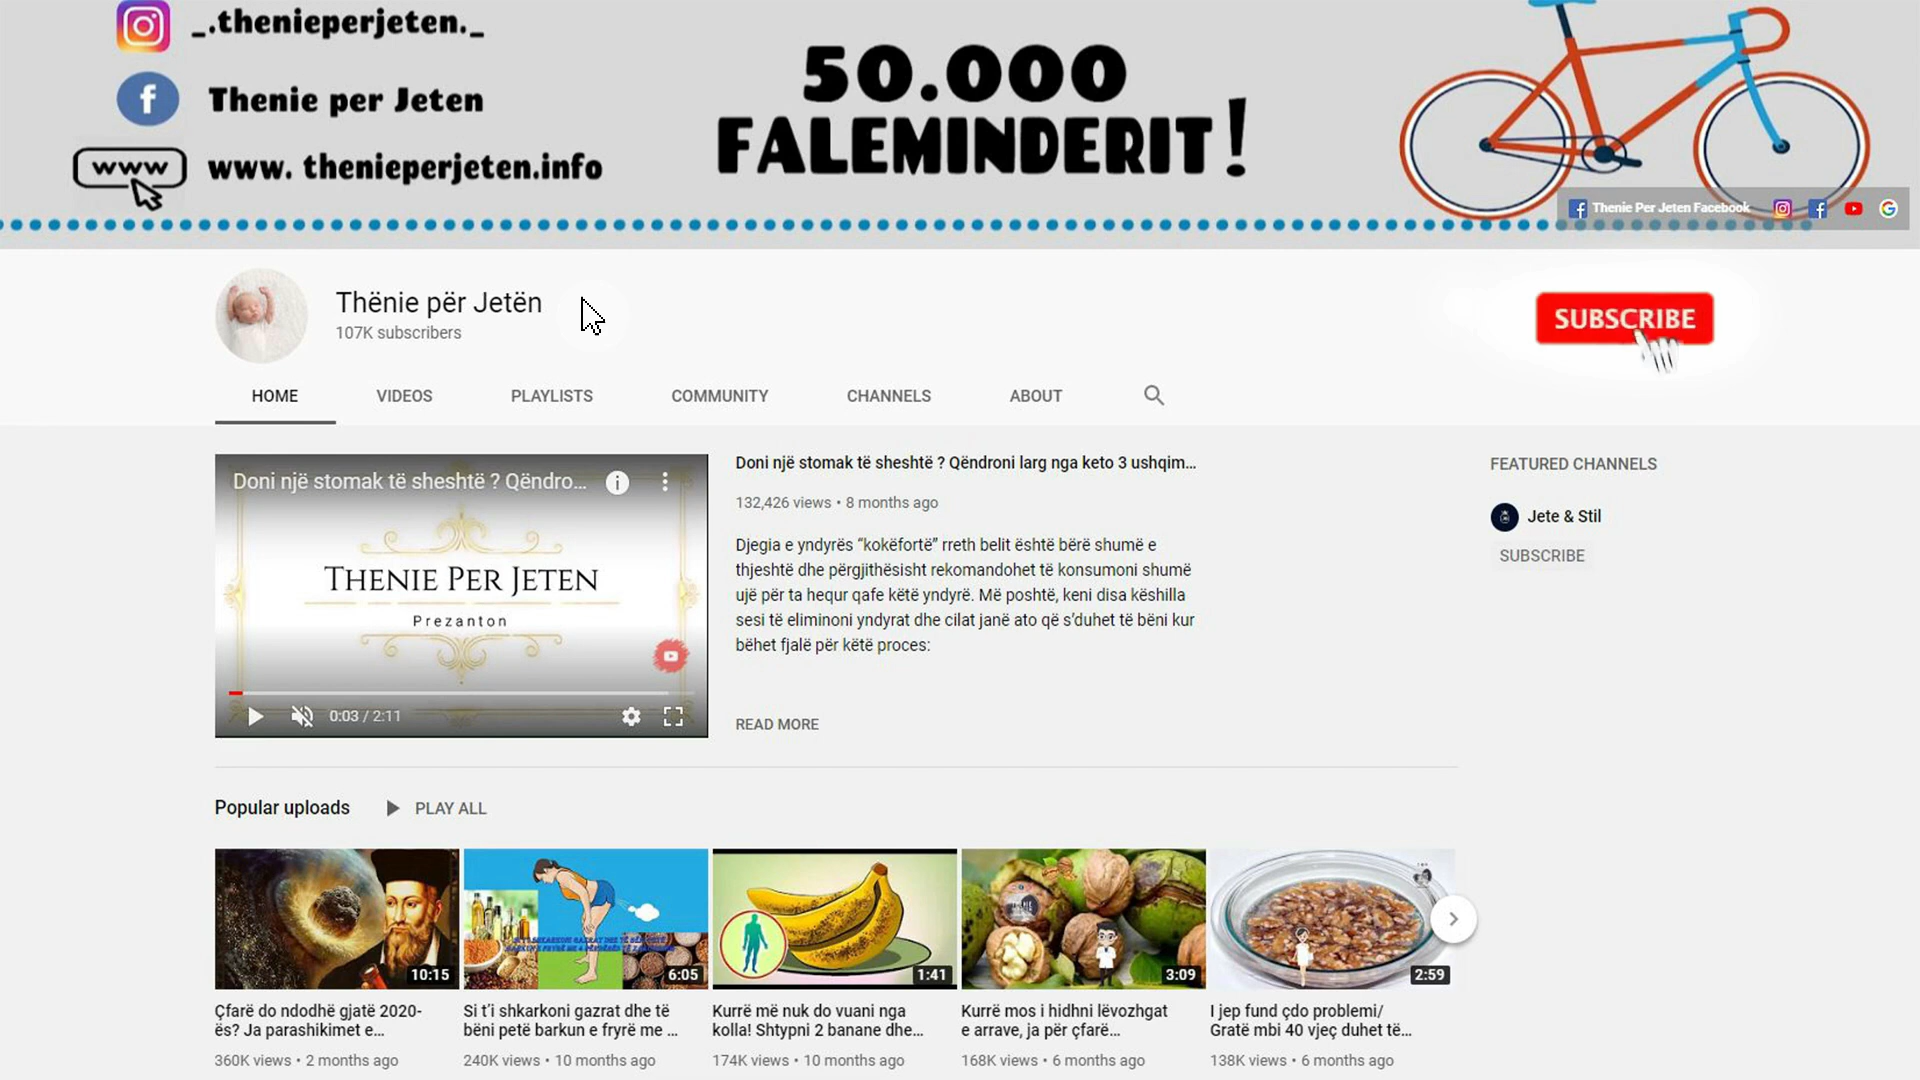 _.thenieperjeten._
Thenie per Jeten
www
www. thenieperjeten.info
50.000
FALEMINDERIT!
Thenie Per Jeten Facebook
Thënie për Jetën
107K subscribers
SUBSCRIBE
HOME VIDEOS PLAYLISTS COMMUNITY CHANNELS ABOUT
Doni një stomak të sheshtë ? Qëndro...
THENIE PER JETEN
Prezanton
0:03 / 2:11
Doni një stomak të sheshtë ? Qëndroni larg nga keto 3 ushqim...
132,426 views • 8 months ago
Djegia e yndyrës “kokëfortë” rreth belit është bërë shumë e
thjeshtë dhe përgjithësisht rekomandohet të konsumoni shumë
ujë për ta hequr qafe këtë yndyrë. Më poshtë, keni disa këshilla
sesi të eliminoni yndyrat dhe cilat janë ato që s’duhet të bëni kur
bëhet fjalë për këtë proces:
READ MORE
FEATURED CHANNELS
Jete & Stil
SUBSCRIBE
Popular uploads PLAY ALL
10:15
Çfarë do ndodhë gjatë 2020-
ës? Ja parashikimet e...
360K views • 2 months ago
6:05
Si t’i shkarkoni gazrat dhe të
bëni petë barkun e fryrë me ...
240K views • 10 months ago
1:41
Kurrë më nuk do vuani nga
kolla! Shtypni 2 banane dhe...
174K views • 10 months ago
3:09
Kurrë mos i hidhni lëvozhgat
e arrave, ja për çfarë...
168K views • 6 months ago
2:59
I jep fund çdo problemi/
Gratë mbi 40 vjeç duhet të...
138K views • 6 months ago